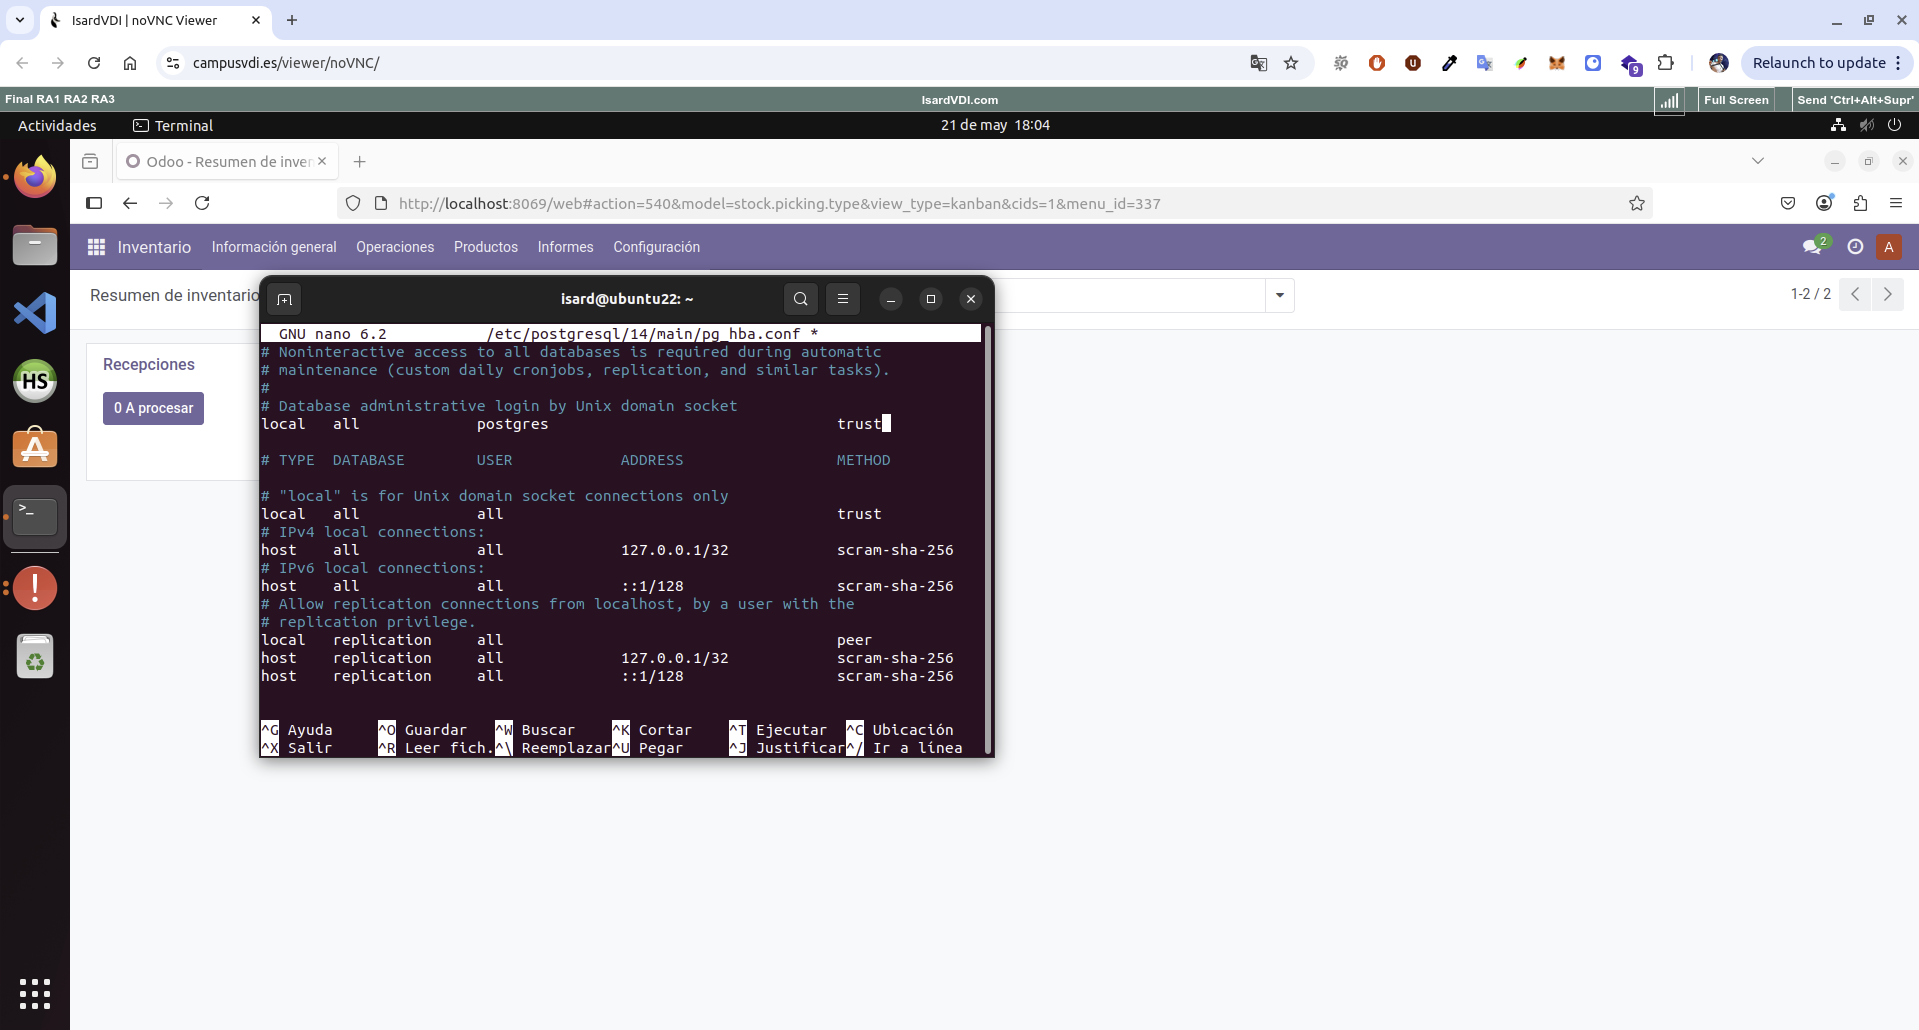 IsardVDI | noVNC Viewer
campusvdi.es/viewer/noVNC/
9
Relaunch to update
Final RA1 RA2 RA3
IsardVDI.com
Full Screen
Send 'Ctrl+Alt+Supr'
Actividades
Terminal
21 de may 18:04
Odoo - Resumen de inver
http://localhost:8069/web#action=540&model=stock.picking.type&view_type=kanban&cids=1&menu_id=337
Inventario
Información general
Operaciones
Productos
Informes
Configuración
2
A
Resumen de inventario
1-2 / 2
Recepciones
0 A procesar
HS
isard@ubuntu22: ~
GNU nano 6.2 /etc/postgresql/14/main/pg_hba.conf *
# Noninteractive access to all databases is required during automatic
# maintenance (custom daily cronjobs, replication, and similar tasks).
#
# Database administrative login by Unix domain socket
local all postgres trust
# TYPE DATABASE USER ADDRESS METHOD
# "local" is for Unix domain socket connections only
local all all trust
# IPv4 local connections:
host all all 127.0.0.1/32 scram-sha-256
# IPv6 local connections:
host all all ::1/128 scram-sha-256
# Allow replication connections from localhost, by a user with the
# replication privilege.
local replication all peer
host replication all 127.0.0.1/32 scram-sha-256
host replication all ::1/128 scram-sha-256
^G Ayuda ^O Guardar ^W Buscar ^K Cortar ^T Ejecutar ^C Ubicación
^X Salir ^R Leer fich. ^\ Reemplazar ^U Pegar ^J Justificar ^/ Ir a línea